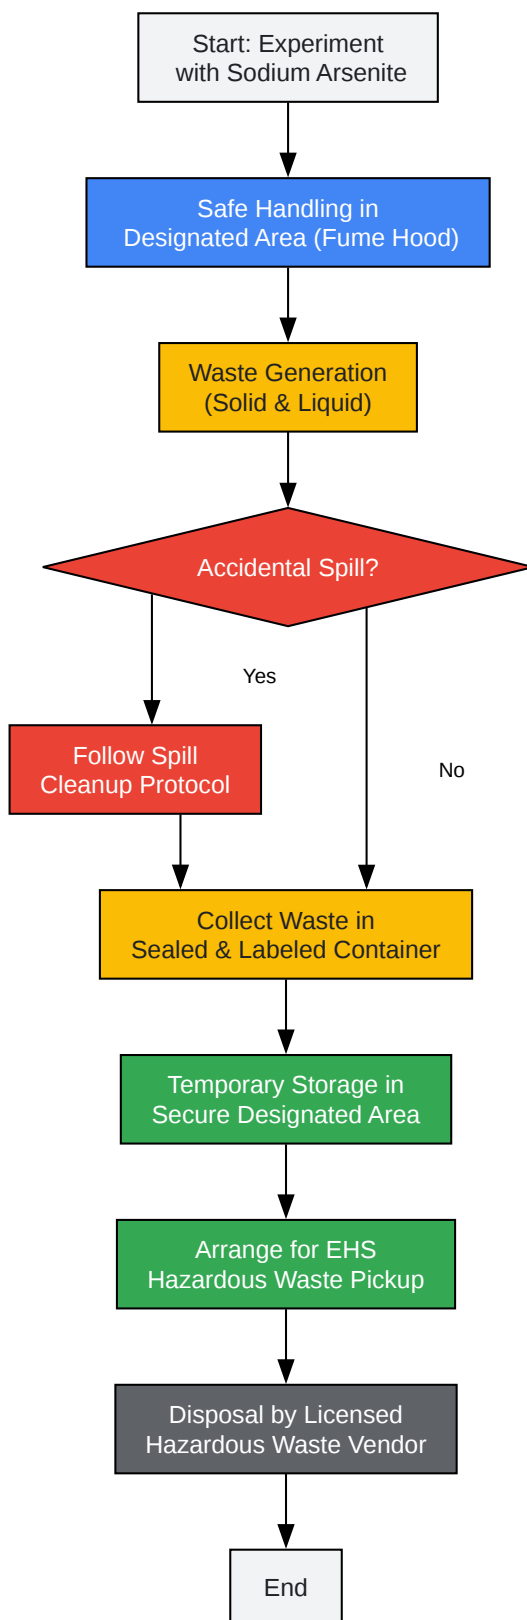 Start: Experiment
with Sodium Arsenite
Safe Handling in
Designated Area (Fume Hood)
Waste Generation
(Solid & Liquid)
Accidental Spill?
Yes
Follow Spill
Cleanup Protocol
No
Collect Waste in
Sealed & Labeled Container
Temporary Storage in
Secure Designated Area
Arrange for EHS
Hazardous Waste Pickup
Disposal by Licensed
Hazardous Waste Vendor
End